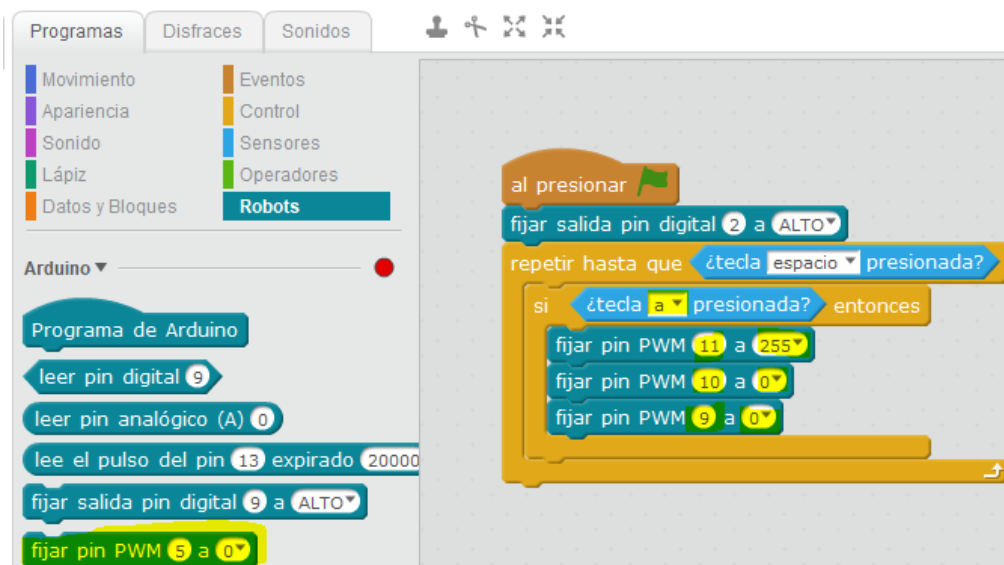 Programas Disfraces Sonidos
Movimiento Eventos
Apariencia Control
Sonido Sensores
Lápiz Operadores
Datos y Bloques Robots
Arduino
Programa de Arduino
leer pin digital 9
leer pin analógico (A) 0
lee el pulso del pin 13 expirado 20000
fijar salida pin digital 9 a ALTO
fijar pin PWM 5 a 0
al presionar
fijar salida pin digital 2 a ALTO
repetir hasta que ¿tecla espacio presionada?
si ¿tecla a presionada? entonces
fijar pin PWM 11 a 255
fijar pin PWM 10 a 0
fijar pin PWM 9 a 0